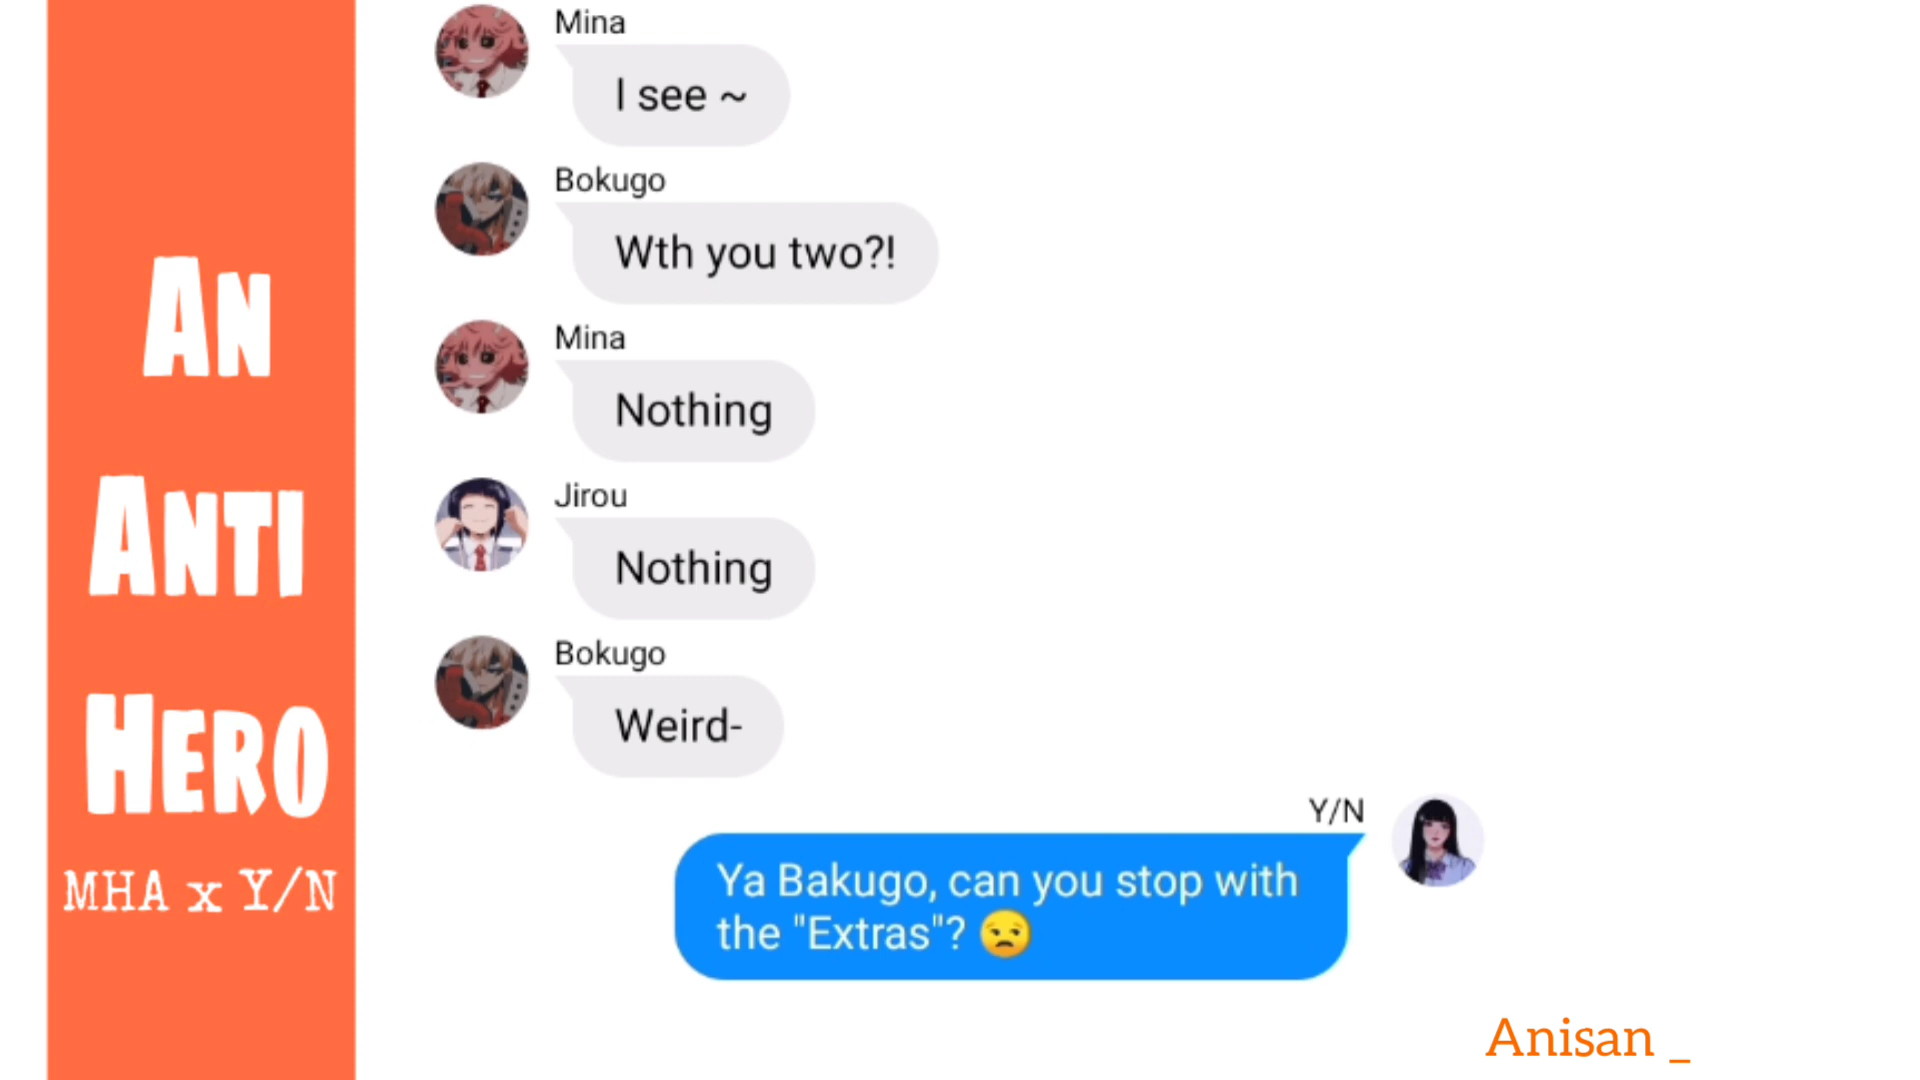 An
Anti
Hero
MHA x Y/N
Mina
I see ~
Bokugo
Wth you two?!
Mina
Nothing
Jirou
Nothing
Bokugo
Weird-
Y/N
Ya Bakugo, can you stop with
the "Extras"? 😒
Anisan _